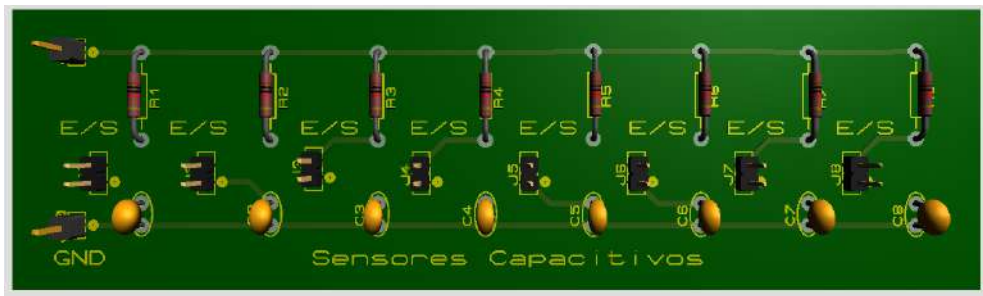 R1 R2 R3 R4 R5 R6
E/S E/S E/S E/S E/S E/S E/S E/S
J4 J5 J6 J7 J8
C3 C4 C5 C6 C7 C8
GND Sensores Capacitivos